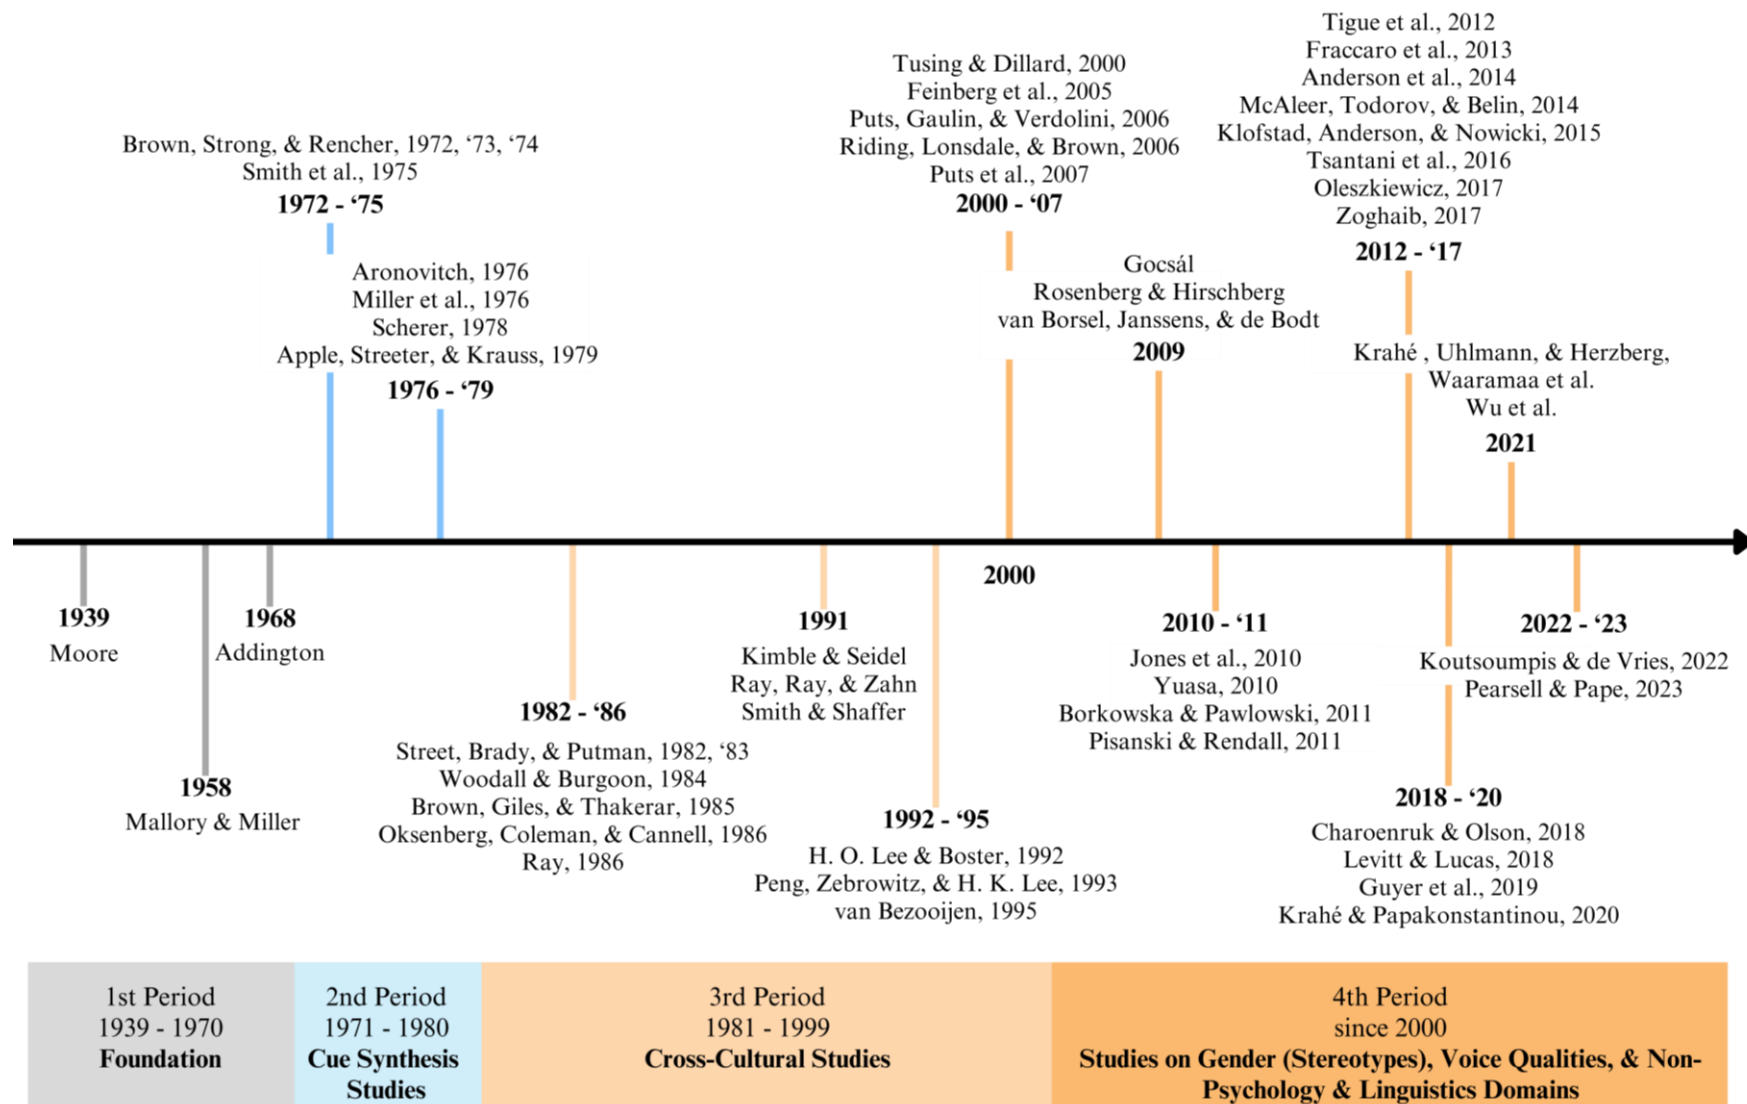 Brown, Strong, & Rencher, 1972, ‘73, ‘74
Smith et al., 1975
1972 - ‘75
Aronovitch, 1976
Miller et al., 1976
Scherer, 1978
Apple, Streeter, & Krauss, 1979
1976 - ‘79
Tusing & Dillard, 2000
Feinberg et al., 2005
Puts, Gaulin, & Verdolini, 2006
Riding, Lonsdale, & Brown, 2006
Puts et al., 2007
2000 - ‘07
Gocsál
Rosenberg & Hirschberg
van Borsel, Janssens, & de Bodt
2009
Tigue et al., 2012
Fraccaro et al., 2013
Anderson et al., 2014
McAleer, Todorov, & Belin, 2014
Klofstad, Anderson, & Nowicki, 2015
Tsantani et al., 2016
Oleszkiewicz, 2017
Zoghaib, 2017
2012 - ‘17
Krahé , Uhlmann, & Herzberg,
Waaramaa et al.
Wu et al.
2021
1939
Moore
1958
Mallory & Miller
1968
Addington
1982 - ‘86
Street, Brady, & Putman, 1982, ‘83
Woodall & Burgoon, 1984
Brown, Giles, & Thakerar, 1985
Oksenberg, Coleman, & Cannell, 1986
Ray, 1986
1991
Kimble & Seidel
Ray, Ray, & Zahn
Smith & Shaffer
1992 - ‘95
H. O. Lee & Boster, 1992
Peng, Zebrowitz, & H. K. Lee, 1993
van Bezooijen, 1995
2000
2010 - ‘11
Jones et al., 2010
Yuasa, 2010
Borkowska & Pawlowski, 2011
Pisanski & Rendall, 2011
2018 - ‘20
Charoenruk & Olson, 2018
Levitt & Lucas, 2018
Guyer et al., 2019
Krahé & Papakonstantinou, 2020
2022 - ‘23
Koutsoumpis & de Vries, 2022
Pearsell & Pape, 2023
1st Period
1939 - 1970
Foundation
2nd Period
1971 - 1980
Cue Synthesis
Studies
3rd Period
1981 - 1999
Cross-Cultural Studies
4th Period
since 2000
Studies on Gender (Stereotypes), Voice Qualities, & Non-
Psychology & Linguistics Domains